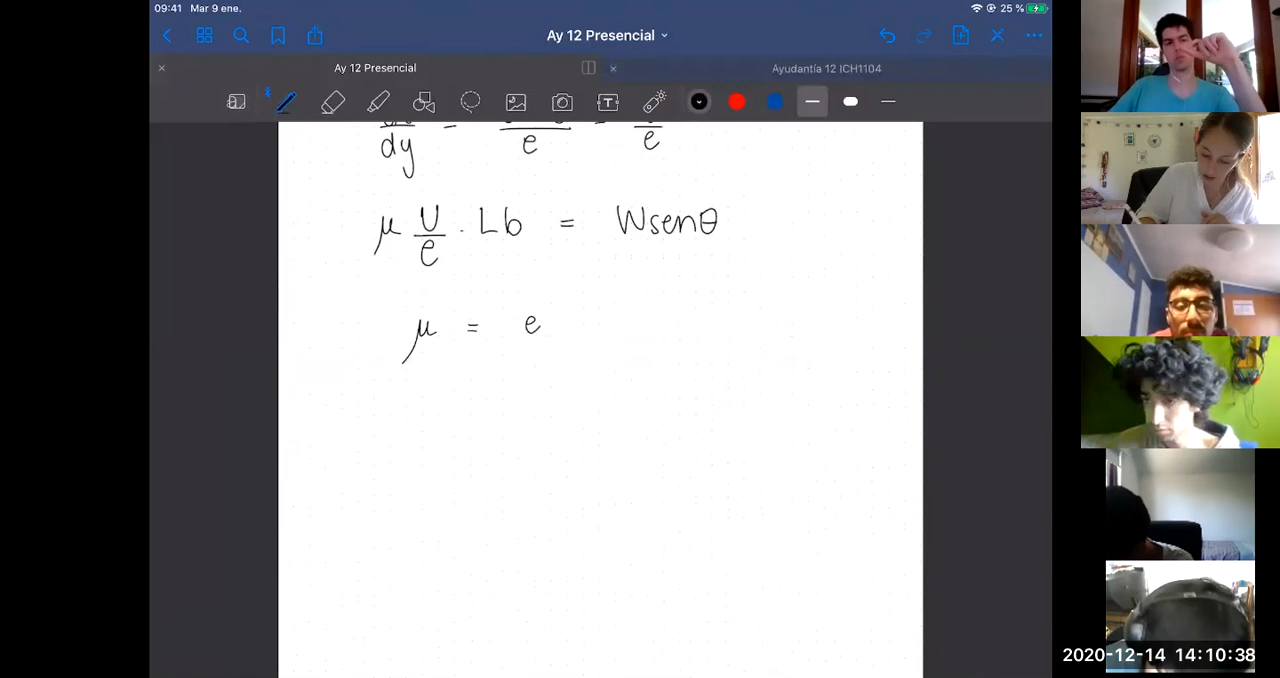 09:41 Mar 9 ene.
25 %
Ay 12 Presencial
Ay 12 Presencial
Ayudantía 12 ICH1104
T
dy = e = e
μ U/e . Lb = Wsenθ
μ = e
2020-12-14 14:10:38